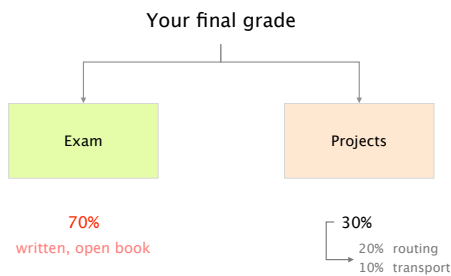 Your final grade
Exam
Projects
70%
written, open book
30%
20% routing
10% transport